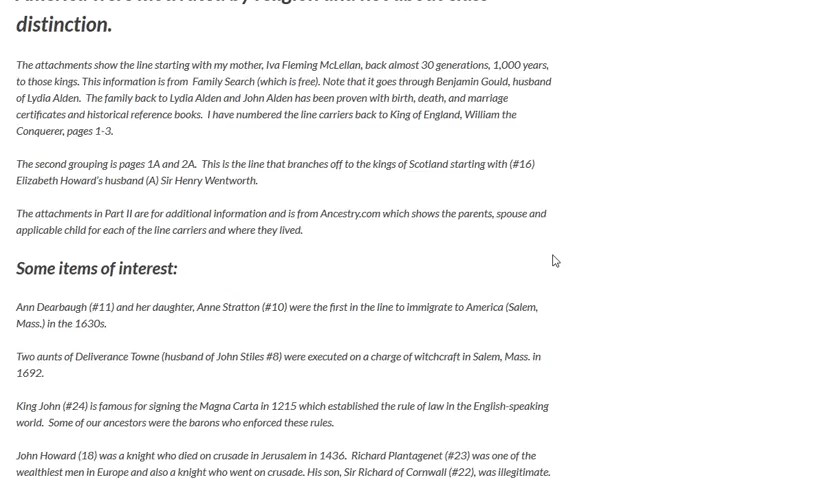 distinction.
The attachments show the line starting with my mother, Iva Fleming McLellan, back almost 30 generations, 1,000 years,
to those kings. This information is from  Family Search (which is free). Note that it goes through Benjamin Gould, husband
of Lydia Alden.  The family back to Lydia Alden and John Alden has been proven with birth, death, and marriage
certificates and historical reference books.  I have numbered the line carriers back to King of England, William the
Conquerer, pages 1-3.
The second grouping is pages 1A and 2A.  This is the line that branches off to the kings of Scotland starting with (#16)
Elizabeth Howard's husband (A) Sir Henry Wentworth.
The attachments in Part II are for additional information and is from Ancestry.com which shows the parents, spouse and
applicable child for each of the line carriers and where they lived.
Some items of interest:
Ann Dearbaugh (#11) and her daughter, Anne Stratton (#10) were the first in the line to immigrate to America (Salem,
Mass.) in the 1630s.
Two aunts of Deliverance Towne (husband of John Stiles #8) were executed on a charge of witchcraft in Salem, Mass. in
1692.
King John (#24) is famous for signing the Magna Carta in 1215 which established the rule of law in the English-speaking
world.  Some of our ancestors were the barons who enforced these rules.
John Howard (18) was a knight who died on crusade in Jerusalem in 1436.  Richard Plantagenet (#23) was one of the
wealthiest men in Europe and also a knight who went on crusade. His son, Sir Richard of Cornwall (#22), was illegitimate.